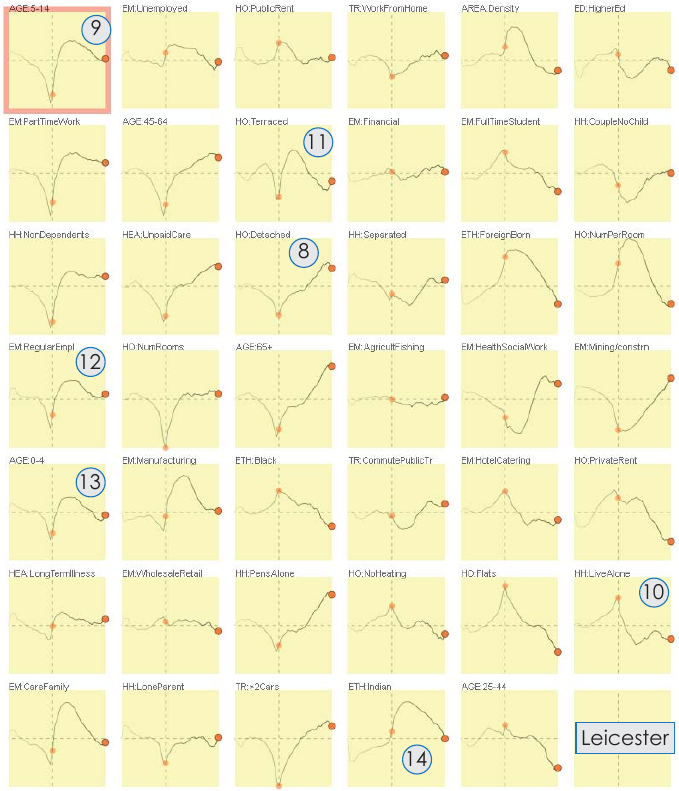 AGE:5-14 EM:Unemployed HO:PublicRent TR:WorkFromHome AREA:Density ED:HigherEd
9
EM:PartTimeWork AGE:45-64 HO:Terraced EM:Financial EM:FullTimeStudent HH:CoupleNoChild
11
HH:NonDependents HEA:UnpaidCare HO:Detached HH:Separated ETH:ForeignBorn HO:NumPerRoom
8
EM:RegularEmpl HO:NumRooms AGE:65+ EM:AgricultFishing EM:HealthSocialWork EM:Mining/constrn
12
AGE:0-4 EM:Manufacturing ETH:Black TR:CommutePublicTr EM:HotelCatering HO:PrivateRent
13
HEA:LongTermIllness EM:WholesaleRetail HH:PensAlone HO:NoHeating HO:Flats HH:LiveAlone
10
EM:CareFamily HH:LoneParent TR:>2Cars ETH:Indian AGE:25-44
Leicester
14